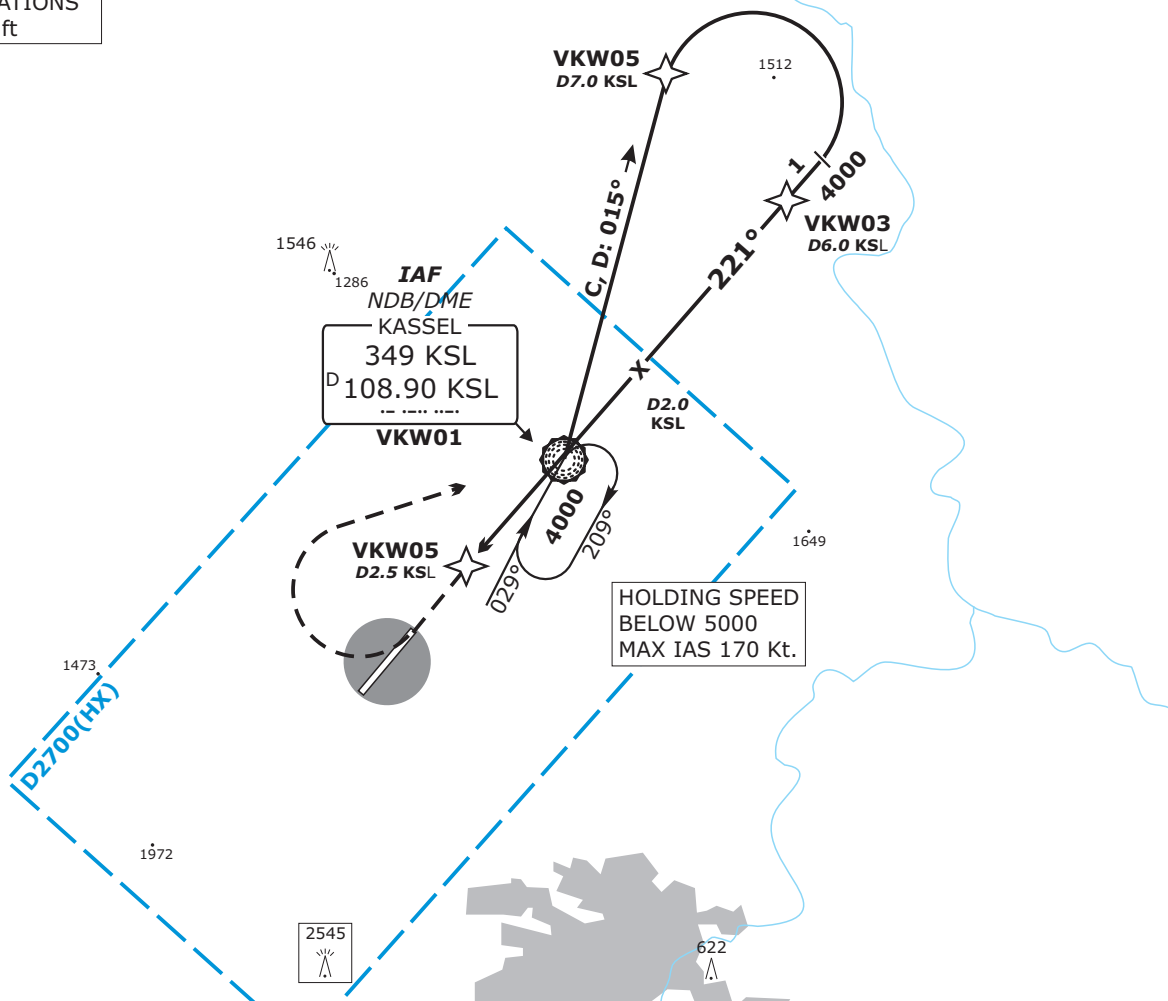 ATIONS
ft
VKW05
D7.0 KSL
1512
1
4000
VKW03
D6.0 KSL
C, D: 015°
221°
1546
1286
IAF
NDB/DME
KASSEL
349 KSL
D 108.90 KSL
VKW01
D2.0
KSL
4000
209°
029°
VKW05
D2.5 KSL
1649
HOLDING SPEED
BELOW 5000
MAX IAS 170 Kt.
1473
D2700(HX)
1972
2545
622